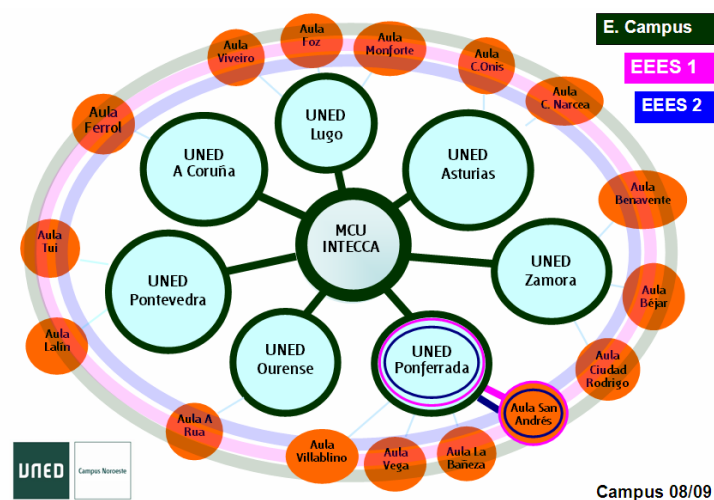 E. Campus
EEES 1
EEES 2
Aula
Foz
Aula
Viveiro
Aula
Monforte
Aula
C.Onis
Aula
C. Narcea
Aula
Ferrol
UNED
Lugo
UNED
A Coruña
UNED
Asturias
Aula
Benavente
MCU
INTECCA
Aula
Tui
UNED
Pontevedra
UNED
Zamora
Aula
Béjar
Aula
Lalín
UNED
Ourense
UNED
Ponferrada
Aula
Ciudad
Rodrigo
Aula San
Andrés
Aula A
Rua
Aula
Villablino
Aula
Vega
Aula La
Bañeza
UNED
Campus Noroeste
Campus 08/09